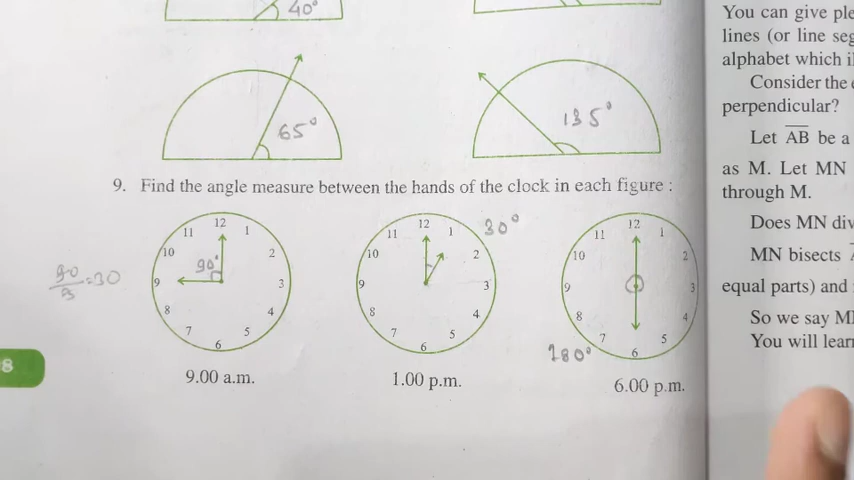 40°
65°
135°
9. Find the angle measure between the hands of the clock in each figure :
90/3=30
12
11 1
10 90° 2
9 3
8 4
7 5
6
9.00 a.m.
30°
12
11 1
10 2
9 3
8 4
7 5
6
1.00 p.m.
12
11 1
10 2
9 3
8 4
7 5
6
180°
6.00 p.m.
8
You can give ple
lines (or line seg
alphabet which il
Consider the
perpendicular?
Let AB be a
as M. Let MN
through M.
Does MN div
MN bisects
equal parts) and
So we say M
You will lear